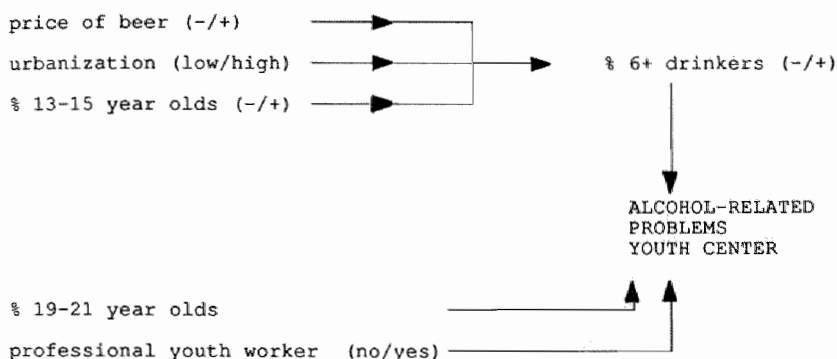 price of beer (-/+)
urbanization (low/high)
% 13-15 year olds (-/+)
% 6+ drinkers (-/+)
ALCOHOL-RELATED
PROBLEMS
YOUTH CENTER
% 19-21 year olds
professional youth worker (no/yes)